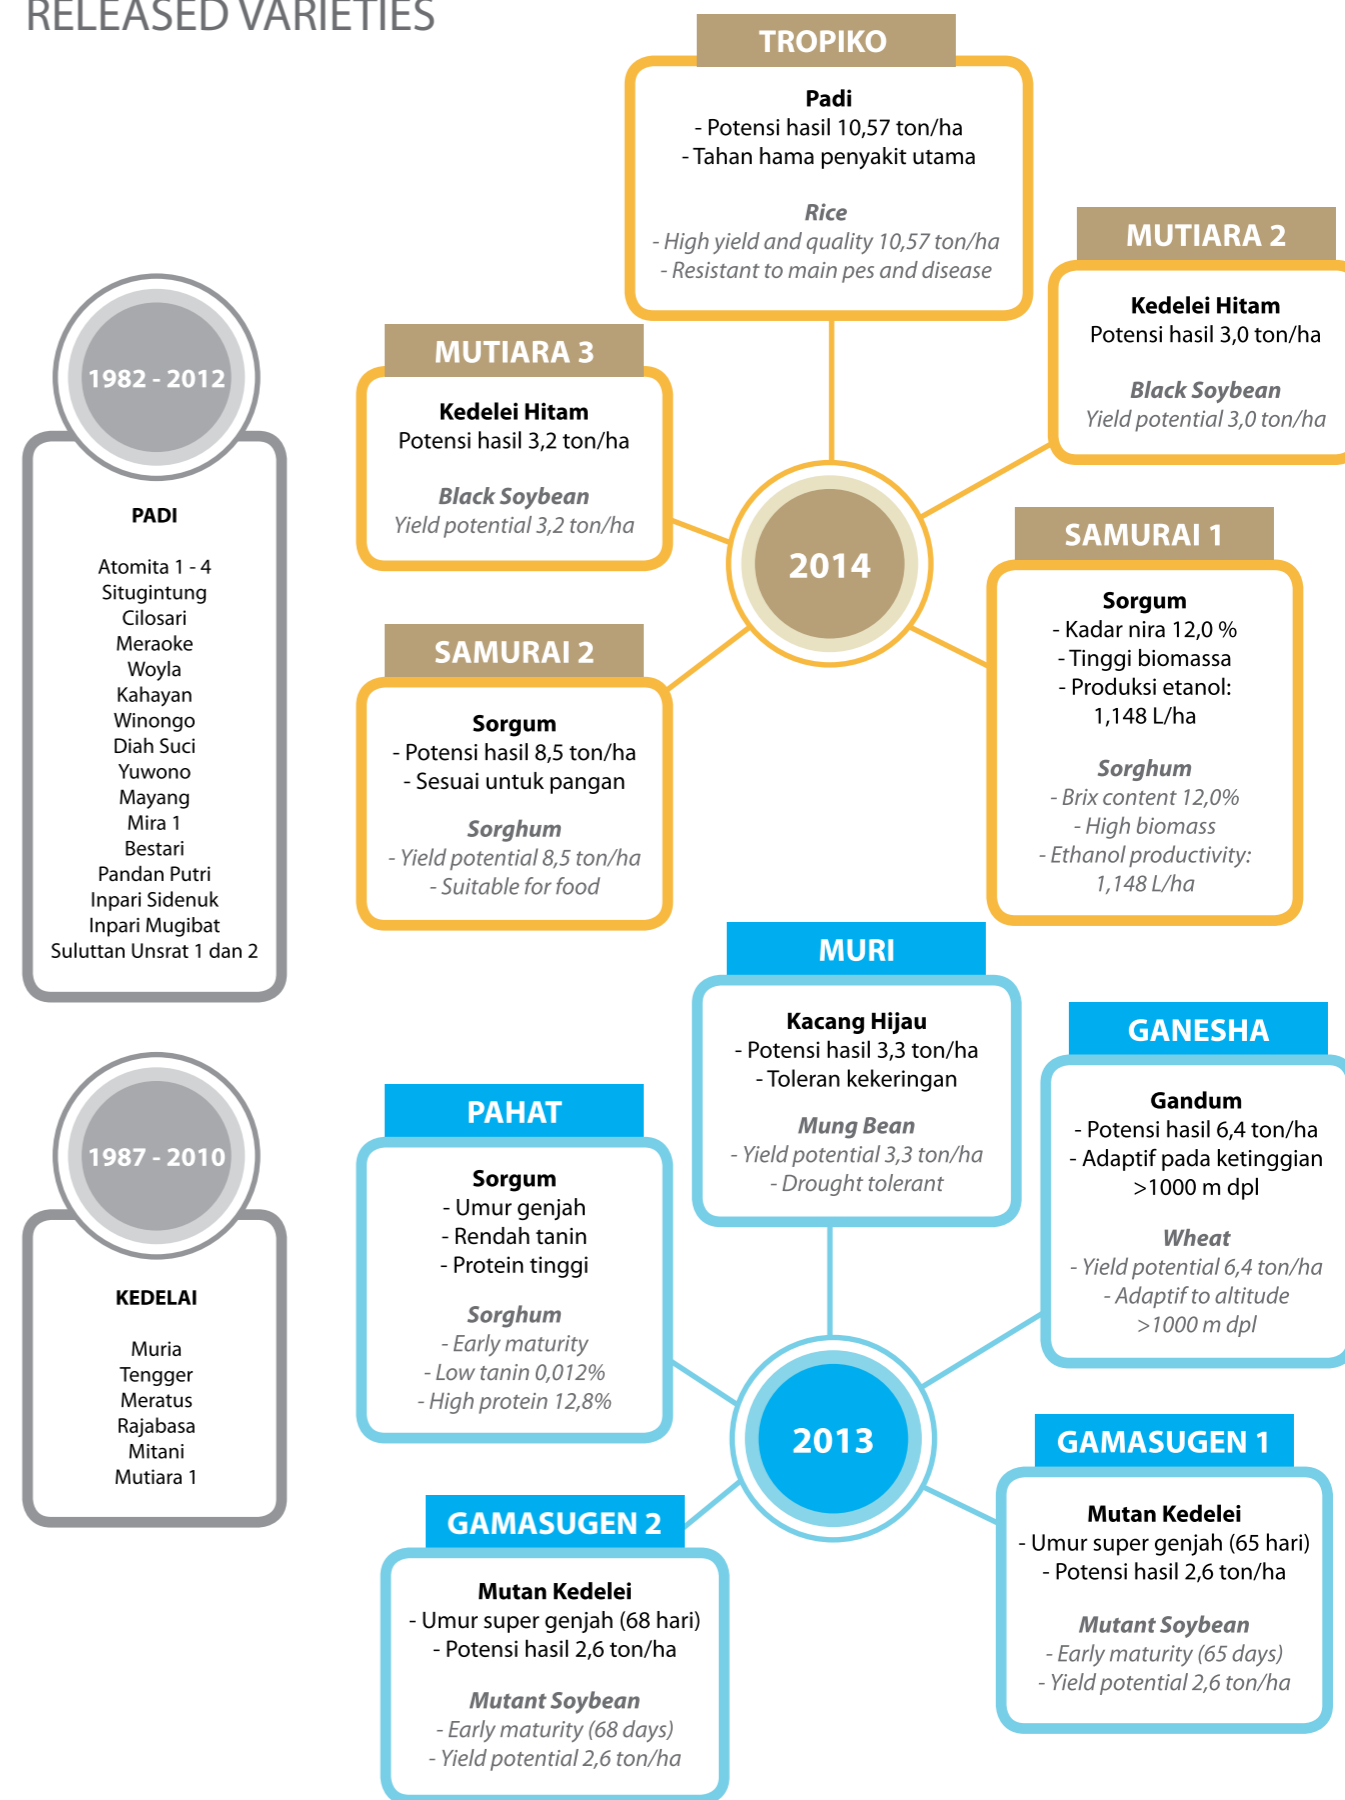 RELEASED VARIETIES
TROPIKO
Padi
- Potensi hasil 10,57 ton/ha
- Tahan hama penyakit utama
Rice
- High yield and quality 10,57 ton/ha
- Resistant to main pes and disease
MUTIARA 2
Kedelei Hitam
Potensi hasil 3,0 ton/ha
Black Soybean
Yield potential 3,0 ton/ha
1982 - 2012
PADI
Atomita 1 - 4
Situgintung
Cilosari
Meraoke
Woyla
Kahayan
Winongo
Diah Suci
Yuwono
Mayang
Mira 1
Bestari
Pandan Putri
Inpari Sidenuk
Inpari Mugibat
Suluttan Unsrat 1 dan 2
MUTIARA 3
Kedelei Hitam
Potensi hasil 3,2 ton/ha
Black Soybean
Yield potential 3,2 ton/ha
2014
SAMURAI 1
Sorgum
- Kadar nira 12,0 %
- Tinggi biomassa
- Produksi etanol:
1,148 L/ha
Sorghum
- Brix content 12,0%
- High biomass
- Ethanol productivity:
1,148 L/ha
SAMURAI 2
Sorgum
- Potensi hasil 8,5 ton/ha
- Sesuai untuk pangan
Sorghum
- Yield potential 8,5 ton/ha
- Suitable for food
MURI
Kacang Hijau
- Potensi hasil 3,3 ton/ha
- Toleran kekeringan
Mung Bean
- Yield potential 3,3 ton/ha
- Drought tolerant
GANESHA
Gandum
- Potensi hasil 6,4 ton/ha
- Adaptif pada ketinggian
>1000 m dpl
Wheat
- Yield potential 6,4 ton/ha
- Adaptif to altitude
>1000 m dpl
1987 - 2010
KEDELAI
Muria
Tengger
Meratus
Rajabasa
Mitani
Mutiara 1
PAHAT
Sorgum
- Umur genjah
- Rendah tanin
- Protein tinggi
Sorghum
- Early maturity
- Low tanin 0,012%
- High protein 12,8%
2013
GAMASUGEN 1
Mutan Kedelei
- Umur super genjah (65 hari)
- Potensi hasil 2,6 ton/ha
Mutant Soybean
- Early maturity (65 days)
- Yield potential 2,6 ton/ha
GAMASUGEN 2
Mutan Kedelei
- Umur super genjah (68 hari)
- Potensi hasil 2,6 ton/ha
Mutant Soybean
- Early maturity (68 days)
- Yield potential 2,6 ton/ha